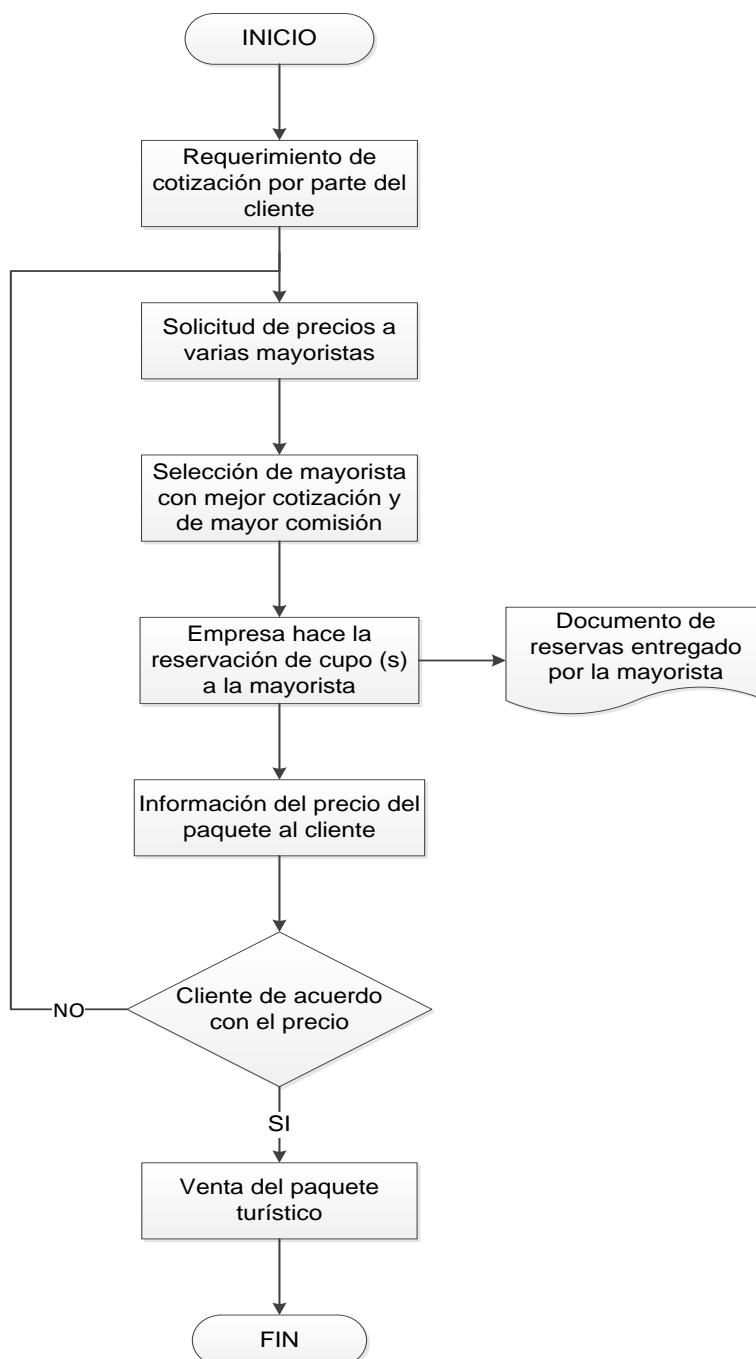 INICIO
Requerimiento de
cotización por parte del
cliente
Solicitud de precios a
varias mayoristas
Selección de mayorista
con mejor cotización y
de mayor comisión
Empresa hace la
reservación de cupo (s)
a la mayorista
Documento de
reservas entregado
por la mayorista
Información del precio del
paquete al cliente
Cliente de acuerdo
con el precio
NO
SI
Venta del paquete
turístico
FIN